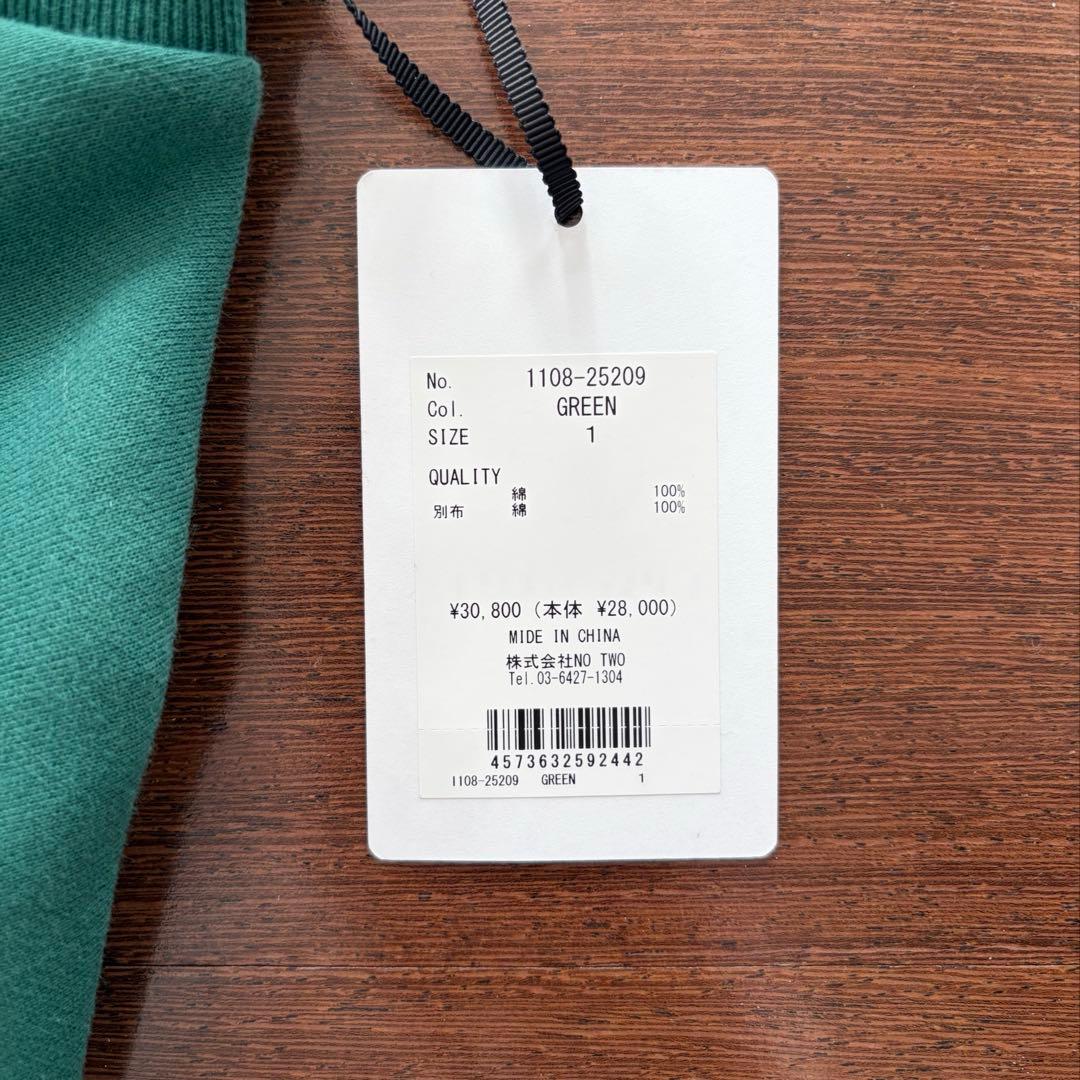 No. 1108-25209
Col. GREEN
SIZE 1
QUALITY
綿 100%
別布 綿 100%
¥30,800 (本体 ¥28,000)
MIDE IN CHINA
株式会社NO TWO
Tel.03-6427-1304
4573632592442
1108-25209 GREEN 1